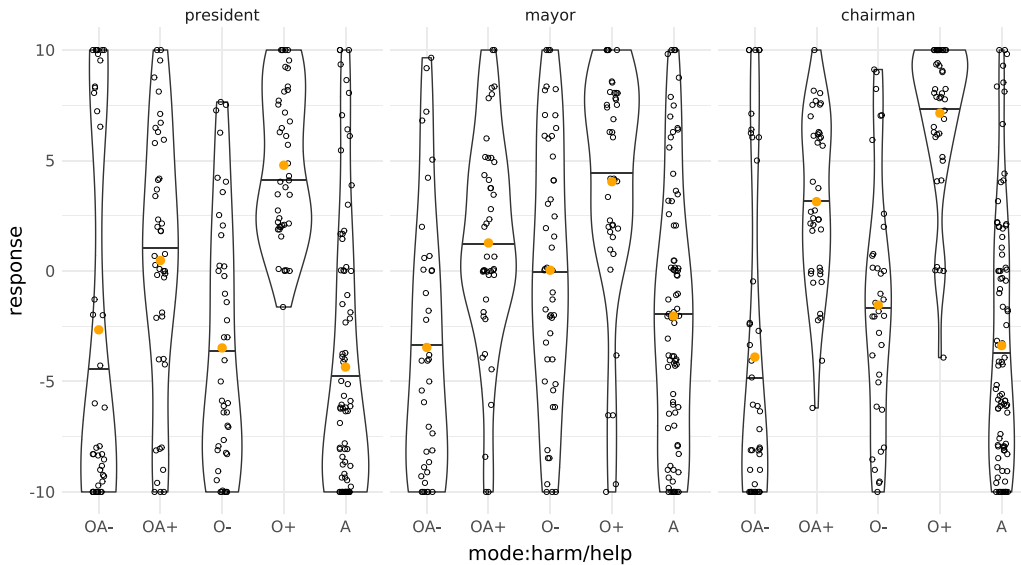 president mayor chairman
response
10
5
0
-5
-10
OA- OA+ O- O+ A OA- OA+ O- O+ A OA- OA+ O- O+ A
mode:harm/help